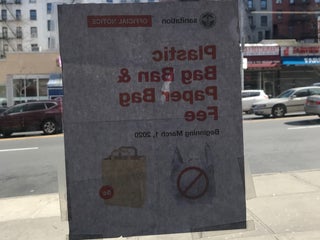 sanitation
OFFICIAL NOTICE
Plastic
Bag Ban &
Paper Bag
Fee
Beginning March 1, 2020
5¢